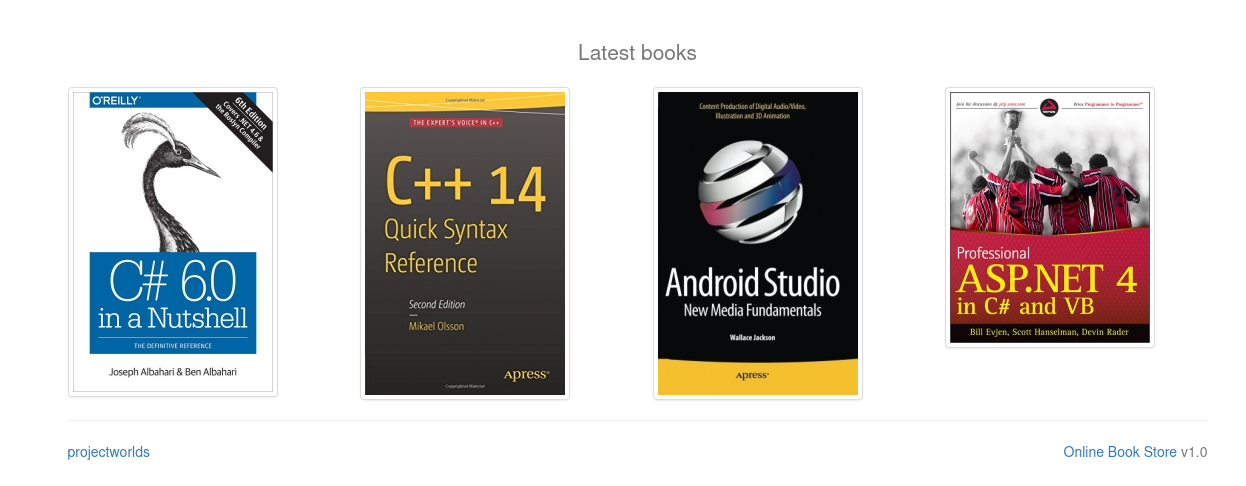 Latest books
O'REILLY®
6th Edition
Covers .NET 4.6 &
the Roslyn Compiler
C# 6.0
in a Nutshell
THE DEFINITIVE REFERENCE
Joseph Albahari & Ben Albahari
Copyrighted Material
THE EXPERT'S VOICE® IN C++
C++ 14
Quick Syntax
Reference
Second Edition
Mikael Olsson
Apress®
Copyrighted Material
Content Production of Digital Audio/Video,
Illustration and 3D Animation
Android Studio
New Media Fundamentals
Wallace Jackson
Apress®
Join the discussion @ p2p.wrox.com
Wrox Programmer to Programmer™
Professional
ASP.NET 4
in C# and VB
Bill Evjen, Scott Hanselman, Devin Rader
projectworlds
Online Book Store v1.0